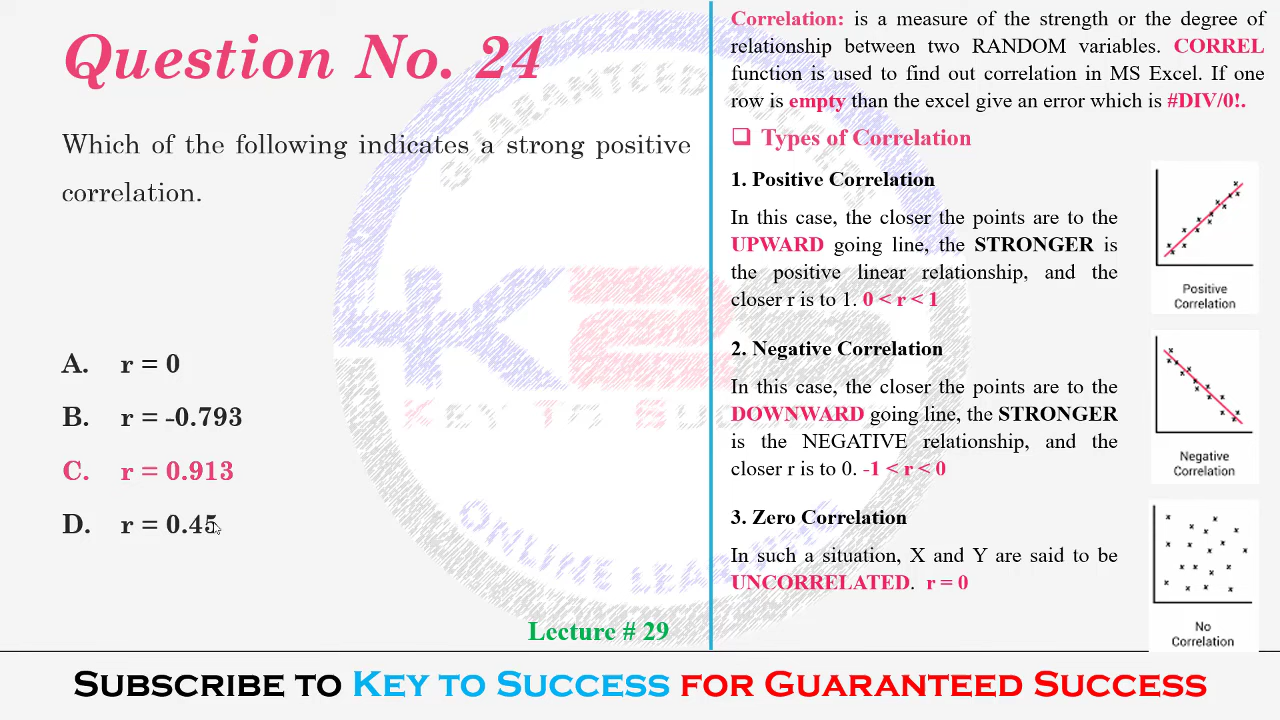 Question No. 24
Which of the following indicates a strong positive
correlation.
A. r = 0
B. r = -0.793
C. r = 0.913
D. r = 0.45
Lecture # 29
Correlation: is a measure of the strength or the degree of
relationship between two RANDOM variables. CORREL
function is used to find out correlation in MS Excel. If one
row is empty than the excel give an error which is #DIV/0!.
❑ Types of Correlation
1. Positive Correlation
In this case, the closer the points are to the
UPWARD going line, the STRONGER is
the positive linear relationship, and the
closer r is to 1. 0 < r < 1
Positive
Correlation
2. Negative Correlation
In this case, the closer the points are to the
DOWNWARD going line, the STRONGER
is the NEGATIVE relationship, and the
closer r is to 0. -1 < r < 0
Negative
Correlation
3. Zero Correlation
In such a situation, X and Y are said to be
UNCORRELATED. r = 0
No
Correlation
K2S
KEY TO SUCCESS
ONLINE LEARNING
SUBSCRIBE TO KEY TO SUCCESS FOR GUARANTEED SUCCESS